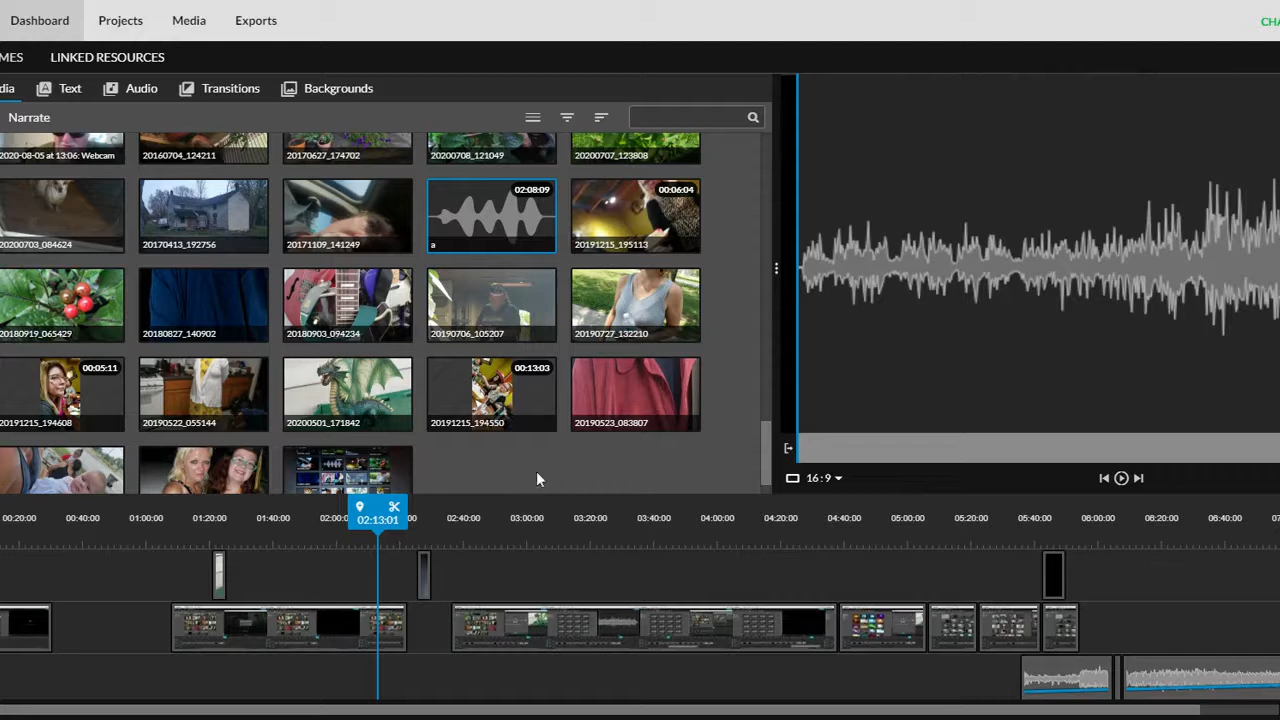 Dashboard Projects Media Exports CHA
MES LINKED RESOURCES
dia Text Audio Transitions Backgrounds
Narrate
2020-08-05 at 13:06: Webcam 20160704_124211 20170627_174702 20200708_121049 20200707_123808
02:08:09 00:06:04
20200703_084624 20170413_192756 20171109_141249 a 20191215_195113
20180919_065429 20180827_140902 20180903_094234 20190706_105207 20190727_132210
00:05:11 00:13:03
20191215_194608 20190522_055144 20200501_171842 20191215_194550 20190523_083807
16:9
00:20:00 00:40:00 01:00:00 01:20:00 01:40:00 02:00:0 02:13:01 02:40:00 03:00:00 03:20:00 03:40:00 04:00:00 04:20:00 04:40:00 05:00:00 05:20:00 05:40:00 06:00:00 06:20:00 06:40:00 07